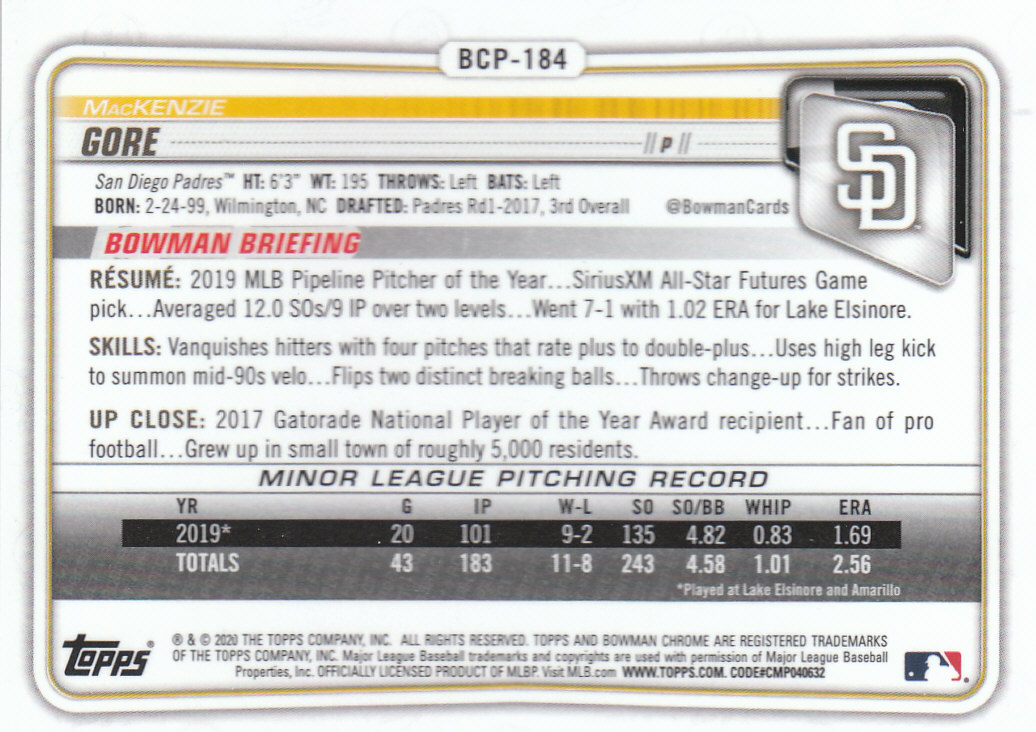 BCP-184
MacKENZIE
GORE // P //
SD
San Diego Padres™ HT: 6'3" WT: 195 THROWS: Left BATS: Left
BORN: 2-24-99, Wilmington, NC DRAFTED: Padres Rd1-2017, 3rd Overall @BowmanCards
BOWMAN BRIEFING
RÉSUMÉ: 2019 MLB Pipeline Pitcher of the Year...SiriusXM All-Star Futures Game
pick...Averaged 12.0 SOs/9 IP over two levels...Went 7-1 with 1.02 ERA for Lake Elsinore.
SKILLS: Vanquishes hitters with four pitches that rate plus to double-plus...Uses high leg kick
to summon mid-90s velo...Flips two distinct breaking balls...Throws change-up for strikes.
UP CLOSE: 2017 Gatorade National Player of the Year Award recipient...Fan of pro
football...Grew up in small town of roughly 5,000 residents.
MINOR LEAGUE PITCHING RECORD
YR G IP W-L SO SO/BB WHIP ERA
2019* 20 101 9-2 135 4.82 0.83 1.69
TOTALS 43 183 11-8 243 4.58 1.01 2.56
*Played at Lake Elsinore and Amarillo
Topps®
® & © 2020 THE TOPPS COMPANY, INC. ALL RIGHTS RESERVED. TOPPS AND BOWMAN CHROME ARE REGISTERED TRADEMARKS
OF THE TOPPS COMPANY, INC. Major League Baseball trademarks and copyrights are used with permission of Major League Baseball
Properties, Inc. OFFICIALLY LICENSED PRODUCT OF MLBP. Visit MLB.com WWW.TOPPS.COM. CODE#CMP040632